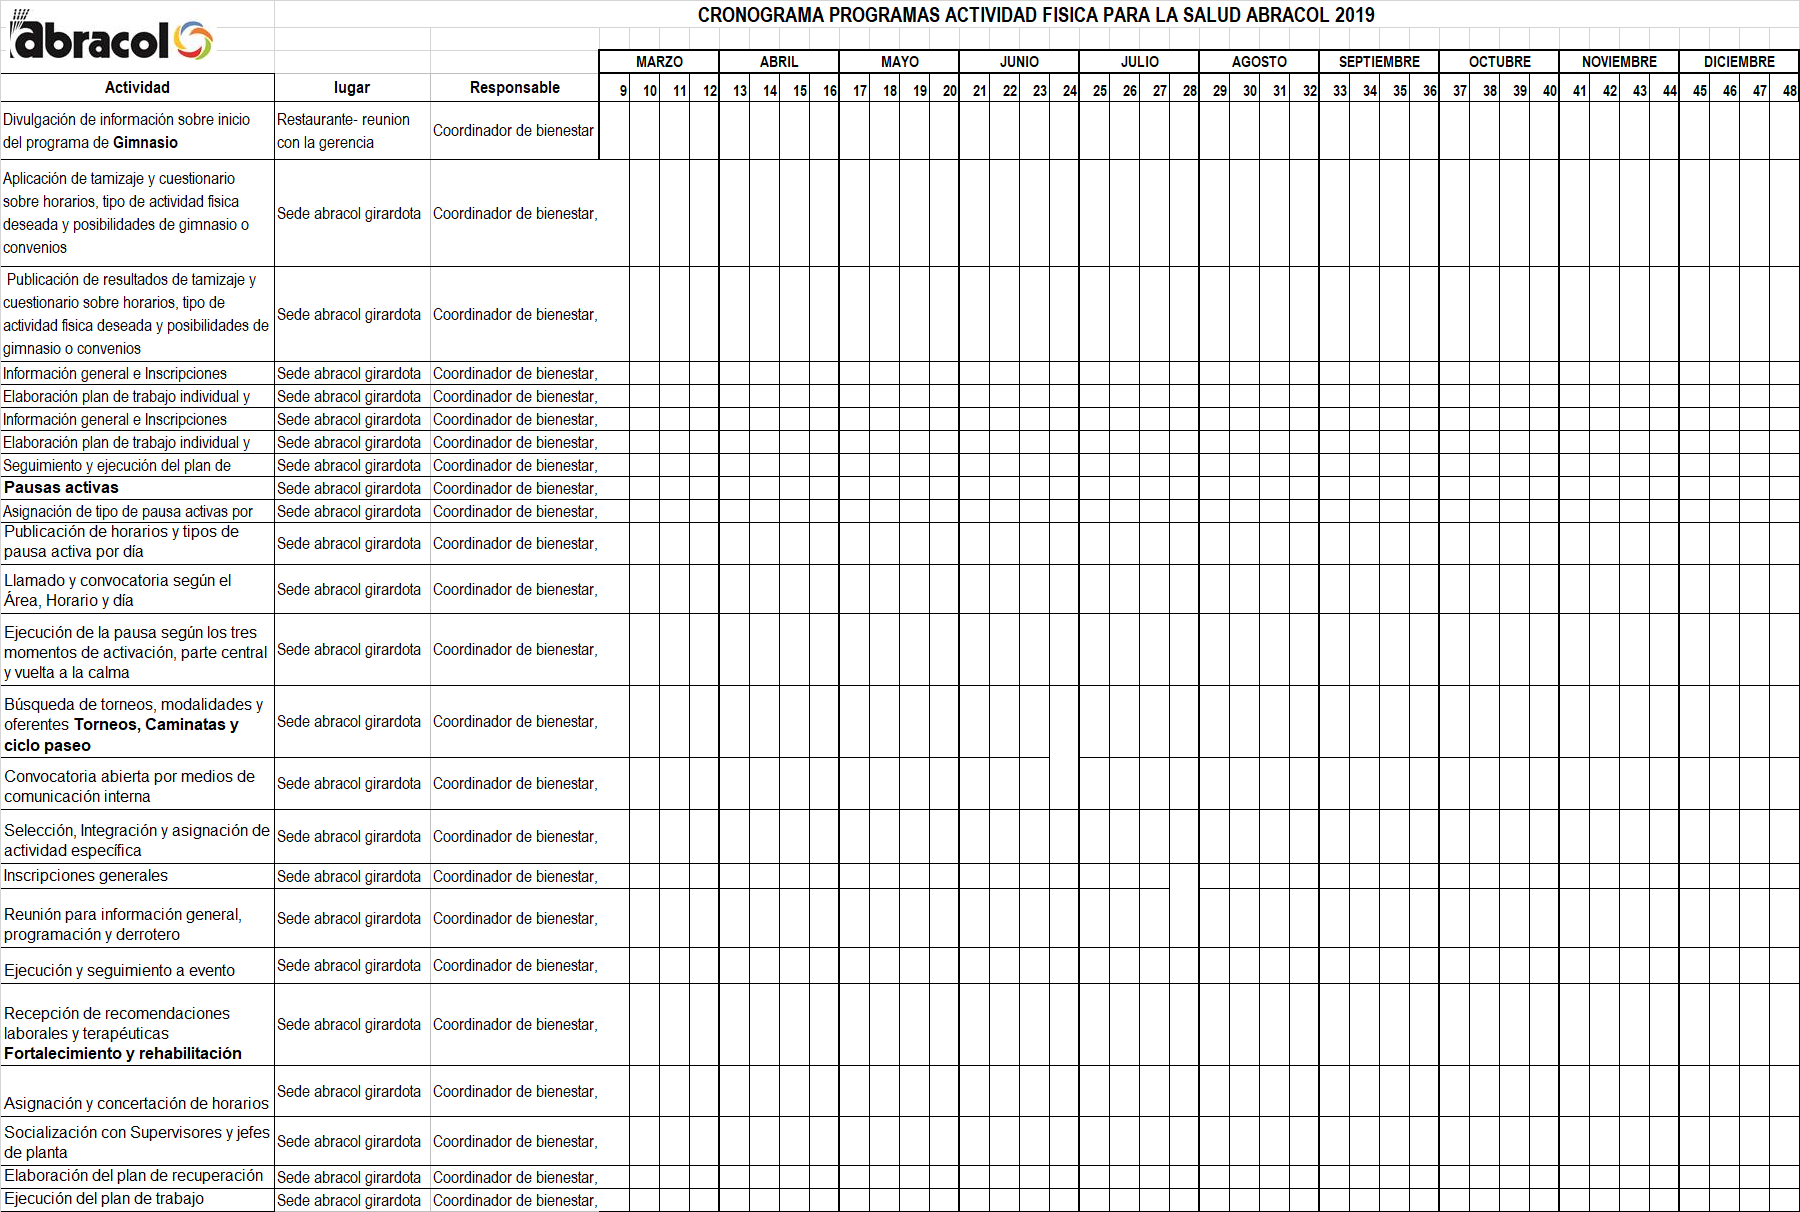 abracol
CRONOGRAMA PROGRAMAS ACTIVIDAD FISICA PARA LA SALUD ABRACOL 2019
MARZO ABRIL MAYO JUNIO JULIO AGOSTO SEPTIEMBRE OCTUBRE NOVIEMBRE DICIEMBRE
Actividad lugar Responsable 9 10 11 12 13 14 15 16 17 18 19 20 21 22 23 24 25 26 27 28 29 30 31 32 33 34 35 36 37 38 39 40 41 42 43 44 45 46 47 48
Divulgación de información sobre inicio
del programa de Gimnasio
Restaurante- reunion
con la gerencia
Coordinador de bienestar
Aplicación de tamizaje y cuestionario
sobre horarios, tipo de actividad física
deseada y posibilidades de gimnasio o
convenios
Sede abracol girardota Coordinador de bienestar,
Publicación de resultados de tamizaje y
cuestionario sobre horarios, tipo de
actividad fisica deseada y posibilidades de
gimnasio o convenios
Sede abracol girardota Coordinador de bienestar,
Información general e Inscripciones Sede abracol girardota Coordinador de bienestar,
Elaboración plan de trabajo individual y Sede abracol girardota Coordinador de bienestar,
Información general e Inscripciones Sede abracol girardota Coordinador de bienestar,
Elaboración plan de trabajo individual y Sede abracol girardota Coordinador de bienestar,
Seguimiento y ejecución del plan de Sede abracol girardota Coordinador de bienestar,
Pausas activas Sede abracol girardota Coordinador de bienestar,
Asignación de tipo de pausa activas por Sede abracol girardota Coordinador de bienestar,
Publicación de horarios y tipos de
pausa activa por día
Sede abracol girardota Coordinador de bienestar,
Llamado y convocatoria según el
Área, Horario y día
Sede abracol girardota Coordinador de bienestar,
Ejecución de la pausa según los tres
momentos de activación, parte central
y vuelta a la calma
Sede abracol girardota Coordinador de bienestar,
Búsqueda de torneos, modalidades y
oferentes Torneos, Caminatas y
ciclo paseo
Sede abracol girardota Coordinador de bienestar,
Convocatoria abierta por medios de
comunicación interna
Sede abracol girardota Coordinador de bienestar,
Selección, Integración y asignación de
actividad específica
Sede abracol girardota Coordinador de bienestar,
Inscripciones generales Sede abracol girardota Coordinador de bienestar,
Reunión para información general,
programación y derrotero
Sede abracol girardota Coordinador de bienestar,
Ejecución y seguimiento a evento Sede abracol girardota Coordinador de bienestar,
Recepción de recomendaciones
laborales y terapéuticas
Fortalecimiento y rehabilitación
Sede abracol girardota Coordinador de bienestar,
Asignación y concertación de horarios Sede abracol girardota Coordinador de bienestar,
Socialización con Supervisores y jefes
de planta
Sede abracol girardota Coordinador de bienestar,
Elaboración del plan de recuperación Sede abracol girardota Coordinador de bienestar,
Ejecución del plan de trabajo Sede abracol girardota Coordinador de bienestar,